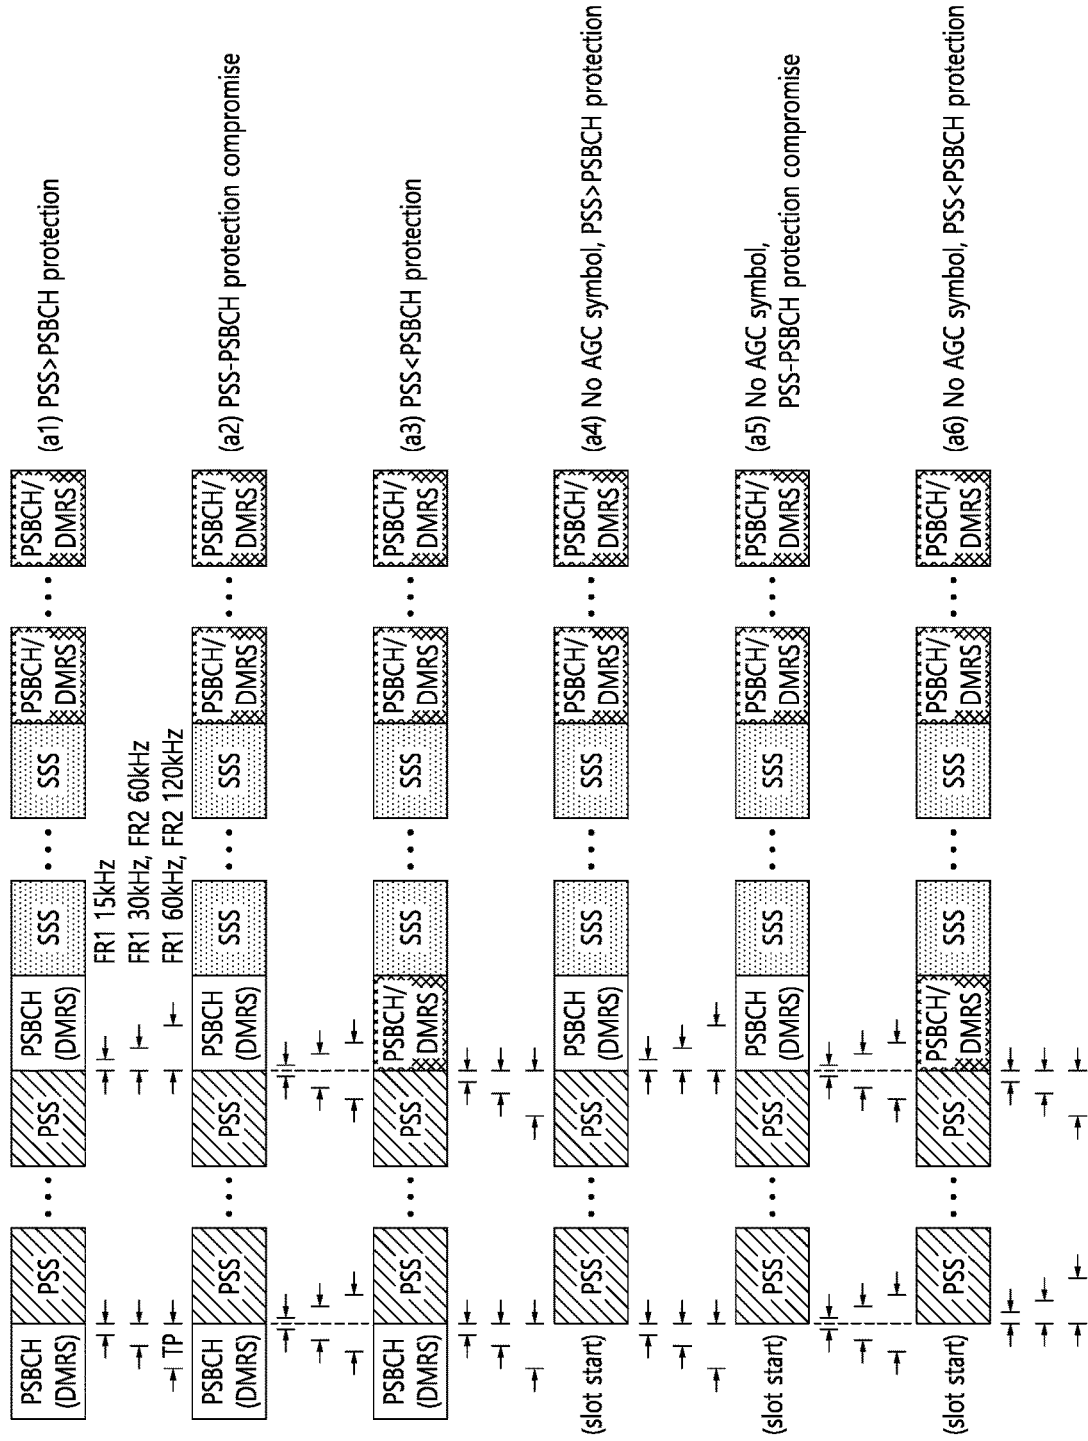 PSBCH
(DMRS)
PSS
PSS
PSBCH
(DMRS)
SSS
SSS
PSBCH/
DMRS
PSBCH/
DMRS
(a1) PSS>PSBCH protection
TP
FR1 15kHz
FR1 30kHz, FR2 60kHz
FR1 60kHz, FR2 120kHz
PSBCH
(DMRS)
PSS
PSS
PSBCH
(DMRS)
SSS
SSS
PSBCH/
DMRS
PSBCH/
DMRS
(a2) PSS-PSBCH protection compromise
PSBCH
(DMRS)
PSS
PSS
PSBCH/
DMRS
SSS
SSS
PSBCH/
DMRS
PSBCH/
DMRS
(a3) PSS<PSBCH protection
(slot start)
PSS
PSS
PSBCH
(DMRS)
SSS
SSS
PSBCH/
DMRS
PSBCH/
DMRS
(a4) No AGC symbol, PSS>PSBCH protection
(slot start)
PSS
PSS
PSBCH
(DMRS)
SSS
SSS
PSBCH/
DMRS
PSBCH/
DMRS
(a5) No AGC symbol,
PSS-PSBCH protection compromise
(slot start)
PSS
PSS
PSBCH/
DMRS
SSS
SSS
PSBCH/
DMRS
PSBCH/
DMRS
(a6) No AGC symbol, PSS<PSBCH protection